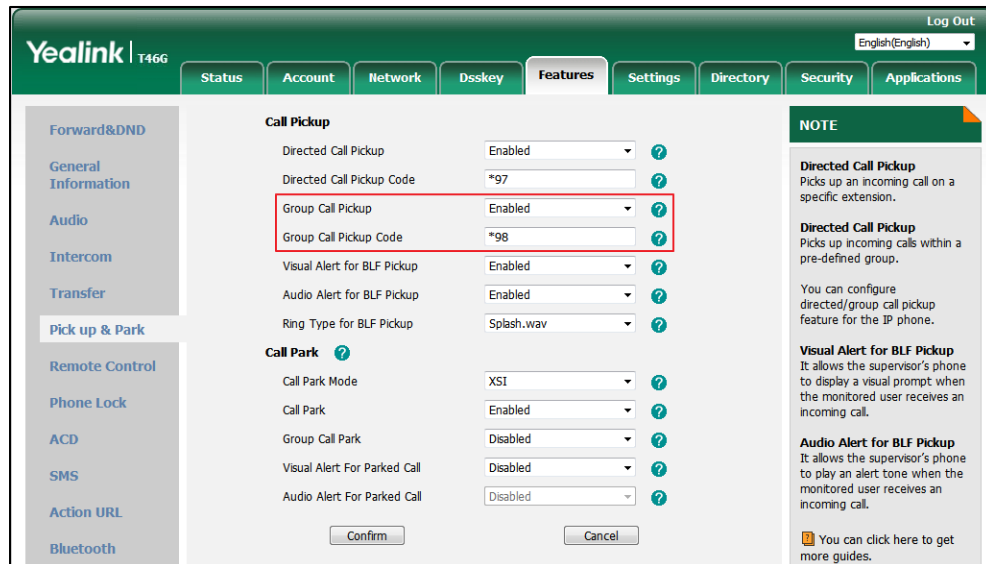 Log Out
Yealink T46G
English(English)
Status Account Network Dsskey Features Settings Directory Security Applications
Forward&DND
General
Information
Audio
Intercom
Transfer
Pick up & Park
Remote Control
Phone Lock
ACD
SMS
Action URL
Bluetooth
Call Pickup
Directed Call Pickup Enabled ?
Directed Call Pickup Code *97 ?
Group Call Pickup Enabled ?
Group Call Pickup Code *98 ?
Visual Alert for BLF Pickup Enabled ?
Audio Alert for BLF Pickup Enabled ?
Ring Type for BLF Pickup Splash.wav ?
Call Park ?
Call Park Mode XSI ?
Call Park Enabled ?
Group Call Park Disabled ?
Visual Alert For Parked Call Disabled ?
Audio Alert For Parked Call Disabled ?
Confirm Cancel
NOTE
Directed Call Pickup
Picks up an incoming call on a
specific extension.
Directed Call Pickup
Picks up incoming calls within a
pre-defined group.
You can configure
directed/group call pickup
feature for the IP phone.
Visual Alert for BLF Pickup
It allows the supervisor's phone
to display a visual prompt when
the monitored user receives an
incoming call.
Audio Alert for BLF Pickup
It allows the supervisor's phone
to play an alert tone when the
monitored user receives an
incoming call.
? You can click here to get
more guides.